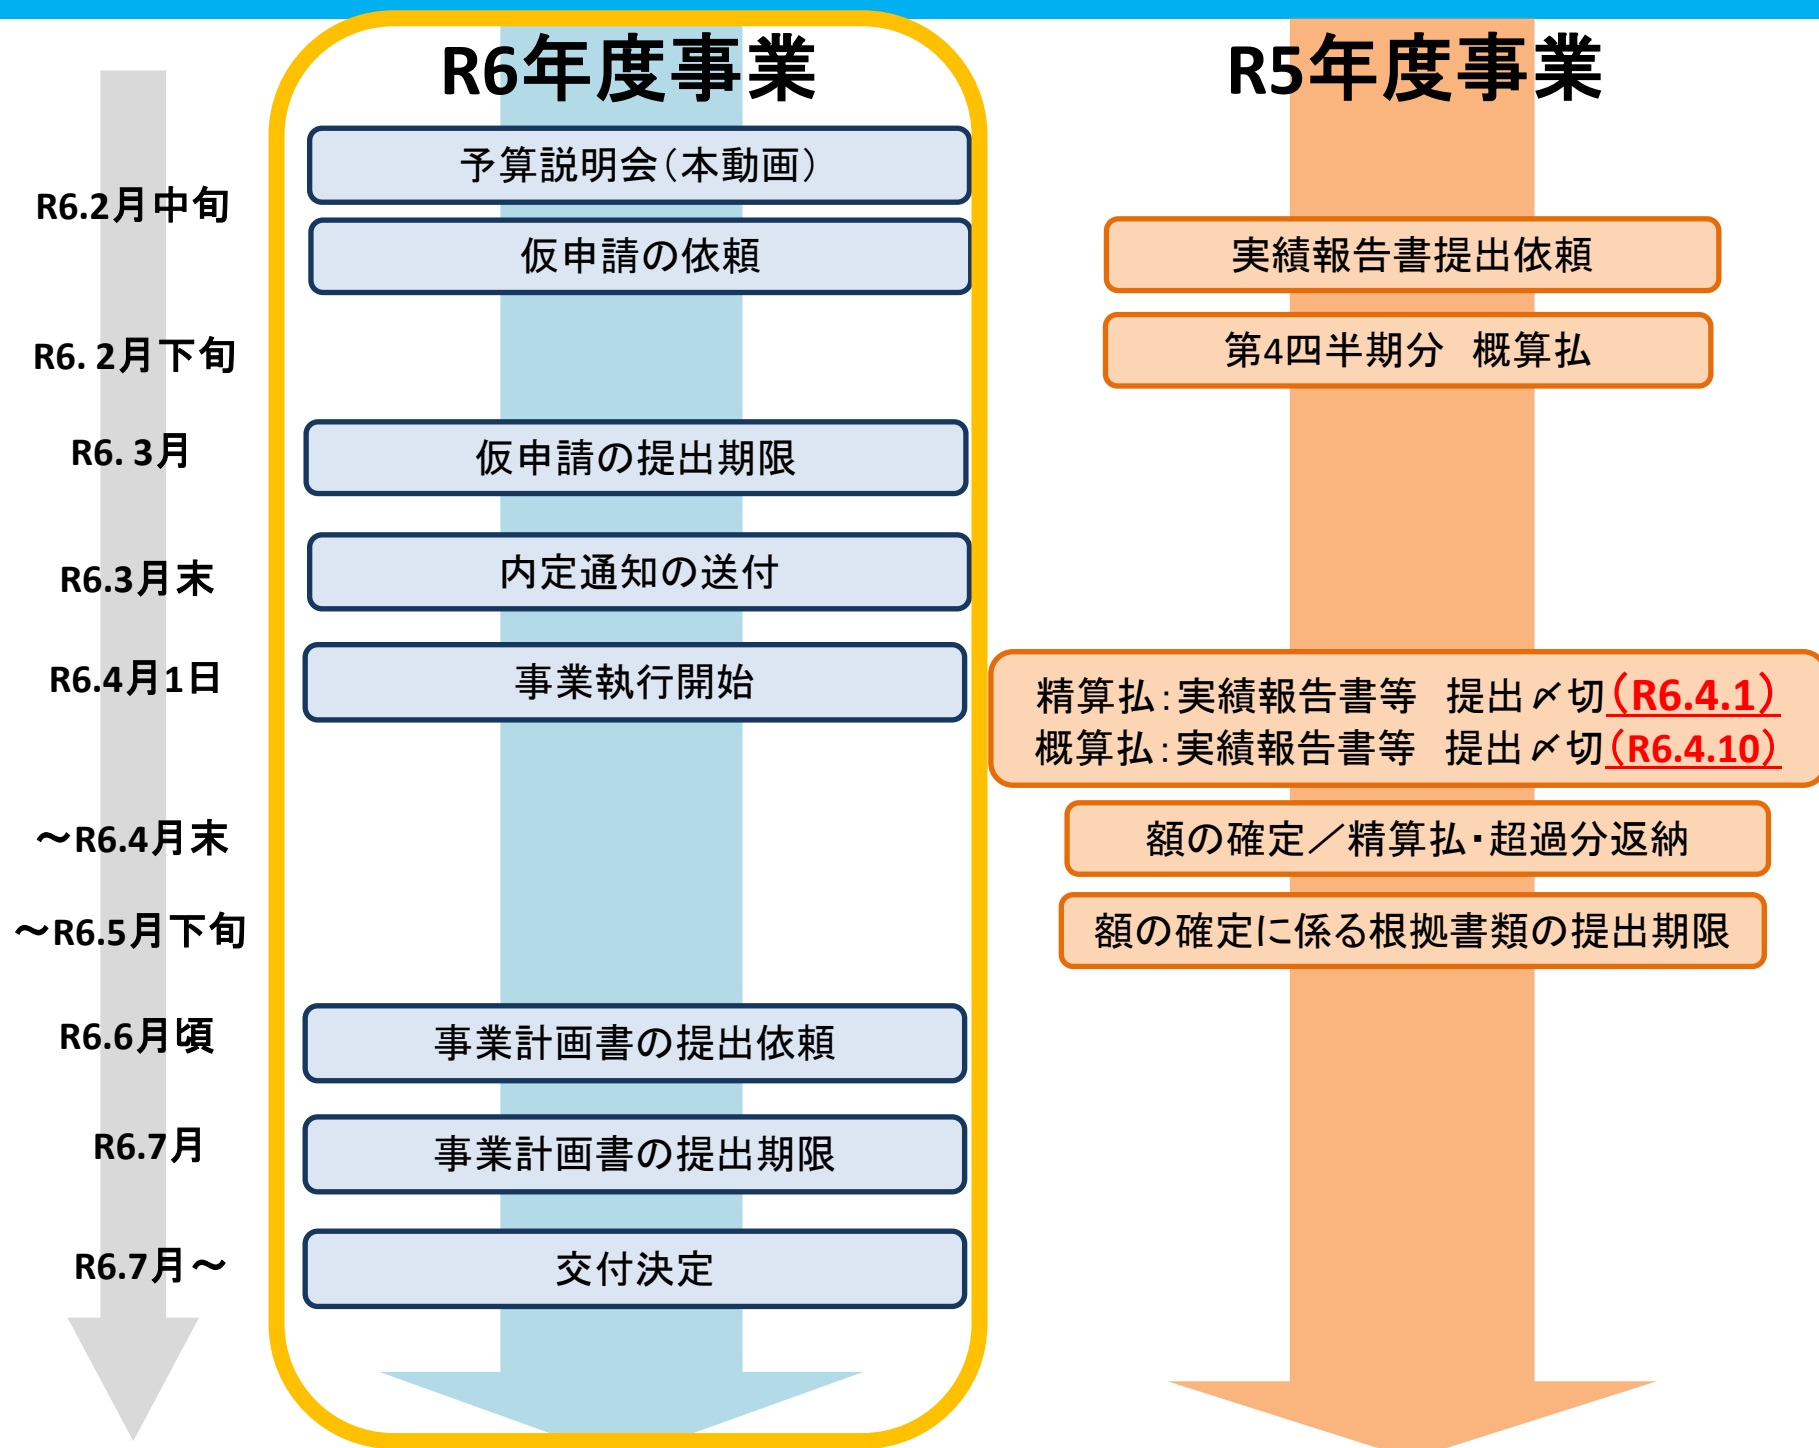 R6年度事業
R5年度事業
R6.2月中旬
予算説明会（本動画）
仮申請の依頼
実績報告書提出依頼
R6. 2月下旬
第4四半期分　概算払
R6. 3月
仮申請の提出期限
R6.3月末
内定通知の送付
R6.4月1日
事業執行開始
精算払：実績報告書等　提出〆切（R6.4.1）
概算払：実績報告書等　提出〆切（R6.4.10）
～R6.4月末
額の確定／精算払・超過分返納
～R6.5月下旬
額の確定に係る根拠書類の提出期限
R6.6月頃
事業計画書の提出依頼
R6.7月
事業計画書の提出期限
R6.7月～
交付決定